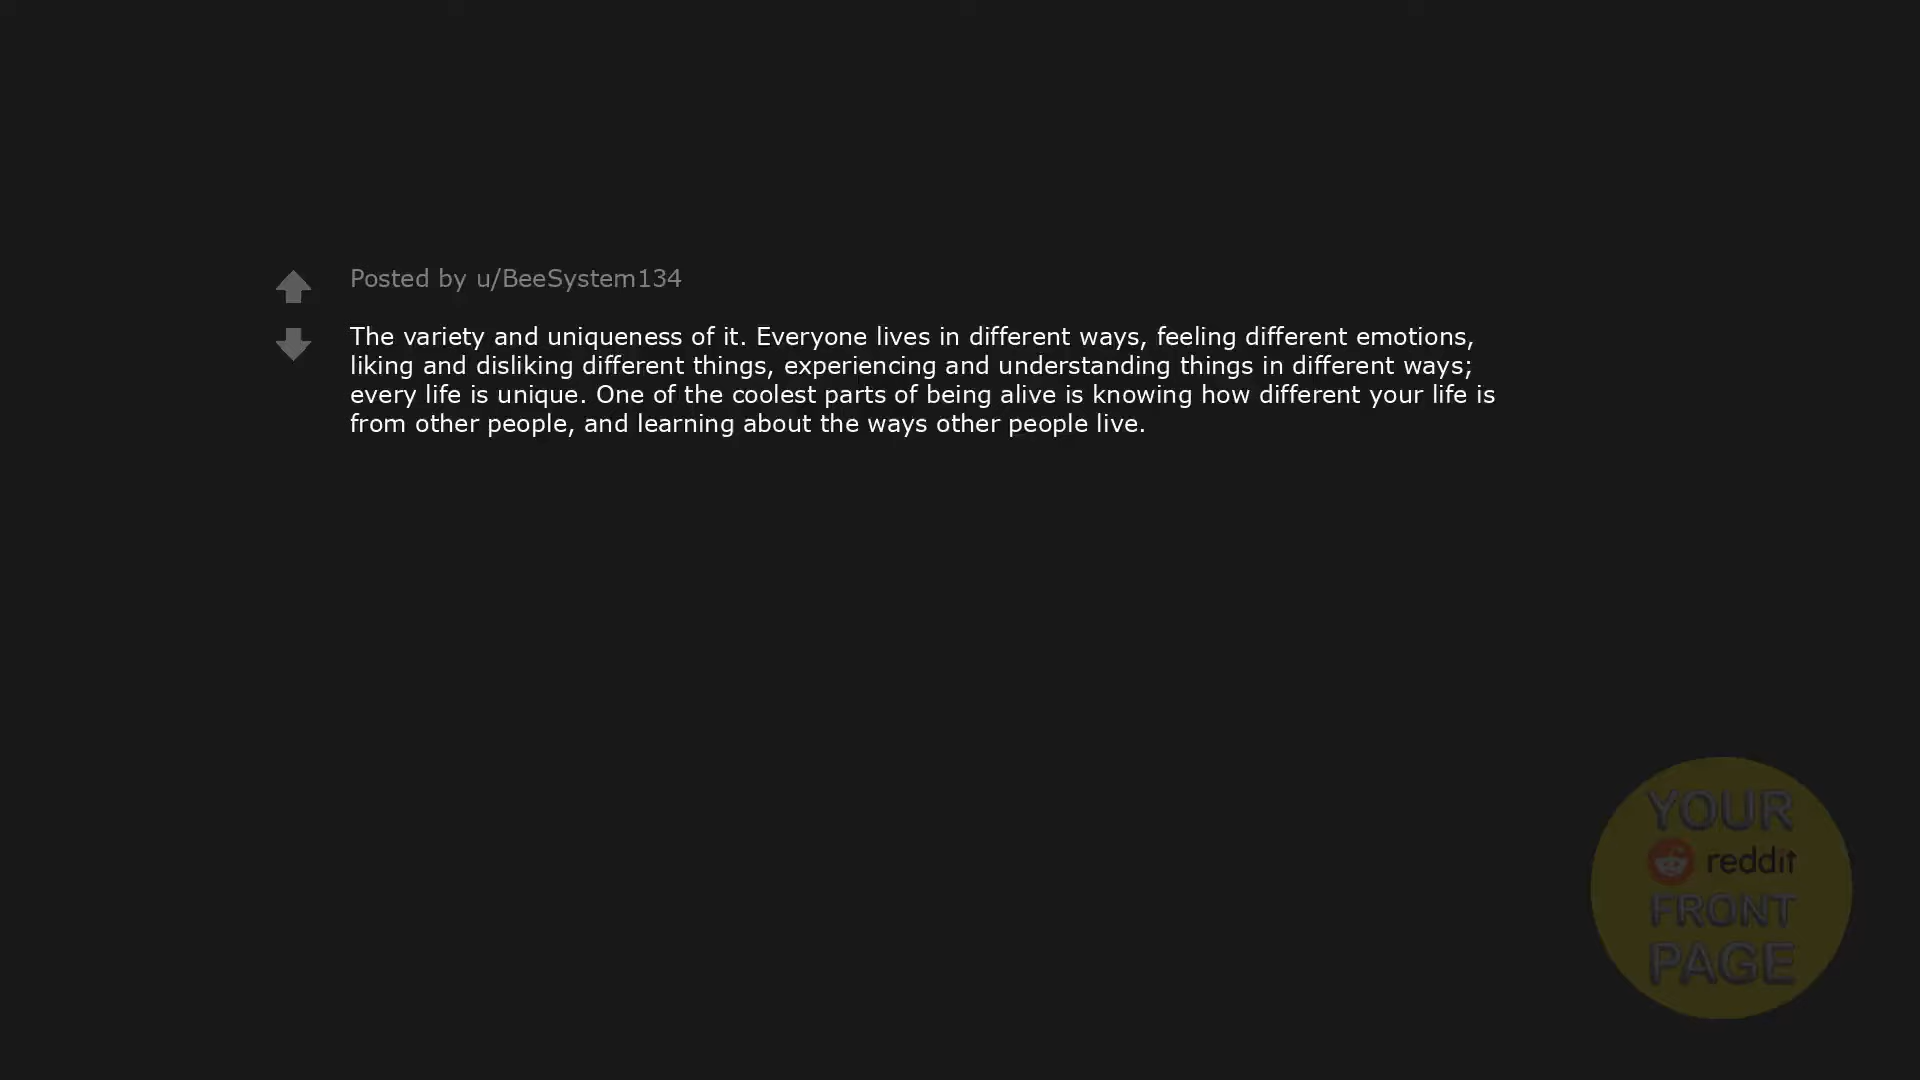 Posted by u/BeeSystem134
The variety and uniqueness of it. Everyone lives in different ways, feeling different emotions,
liking and disliking different things, experiencing and understanding things in different ways;
every life is unique. One of the coolest parts of being alive is knowing how different your life is
from other people, and learning about the ways other people live.
YOUR
reddit
FRONT
PAGE